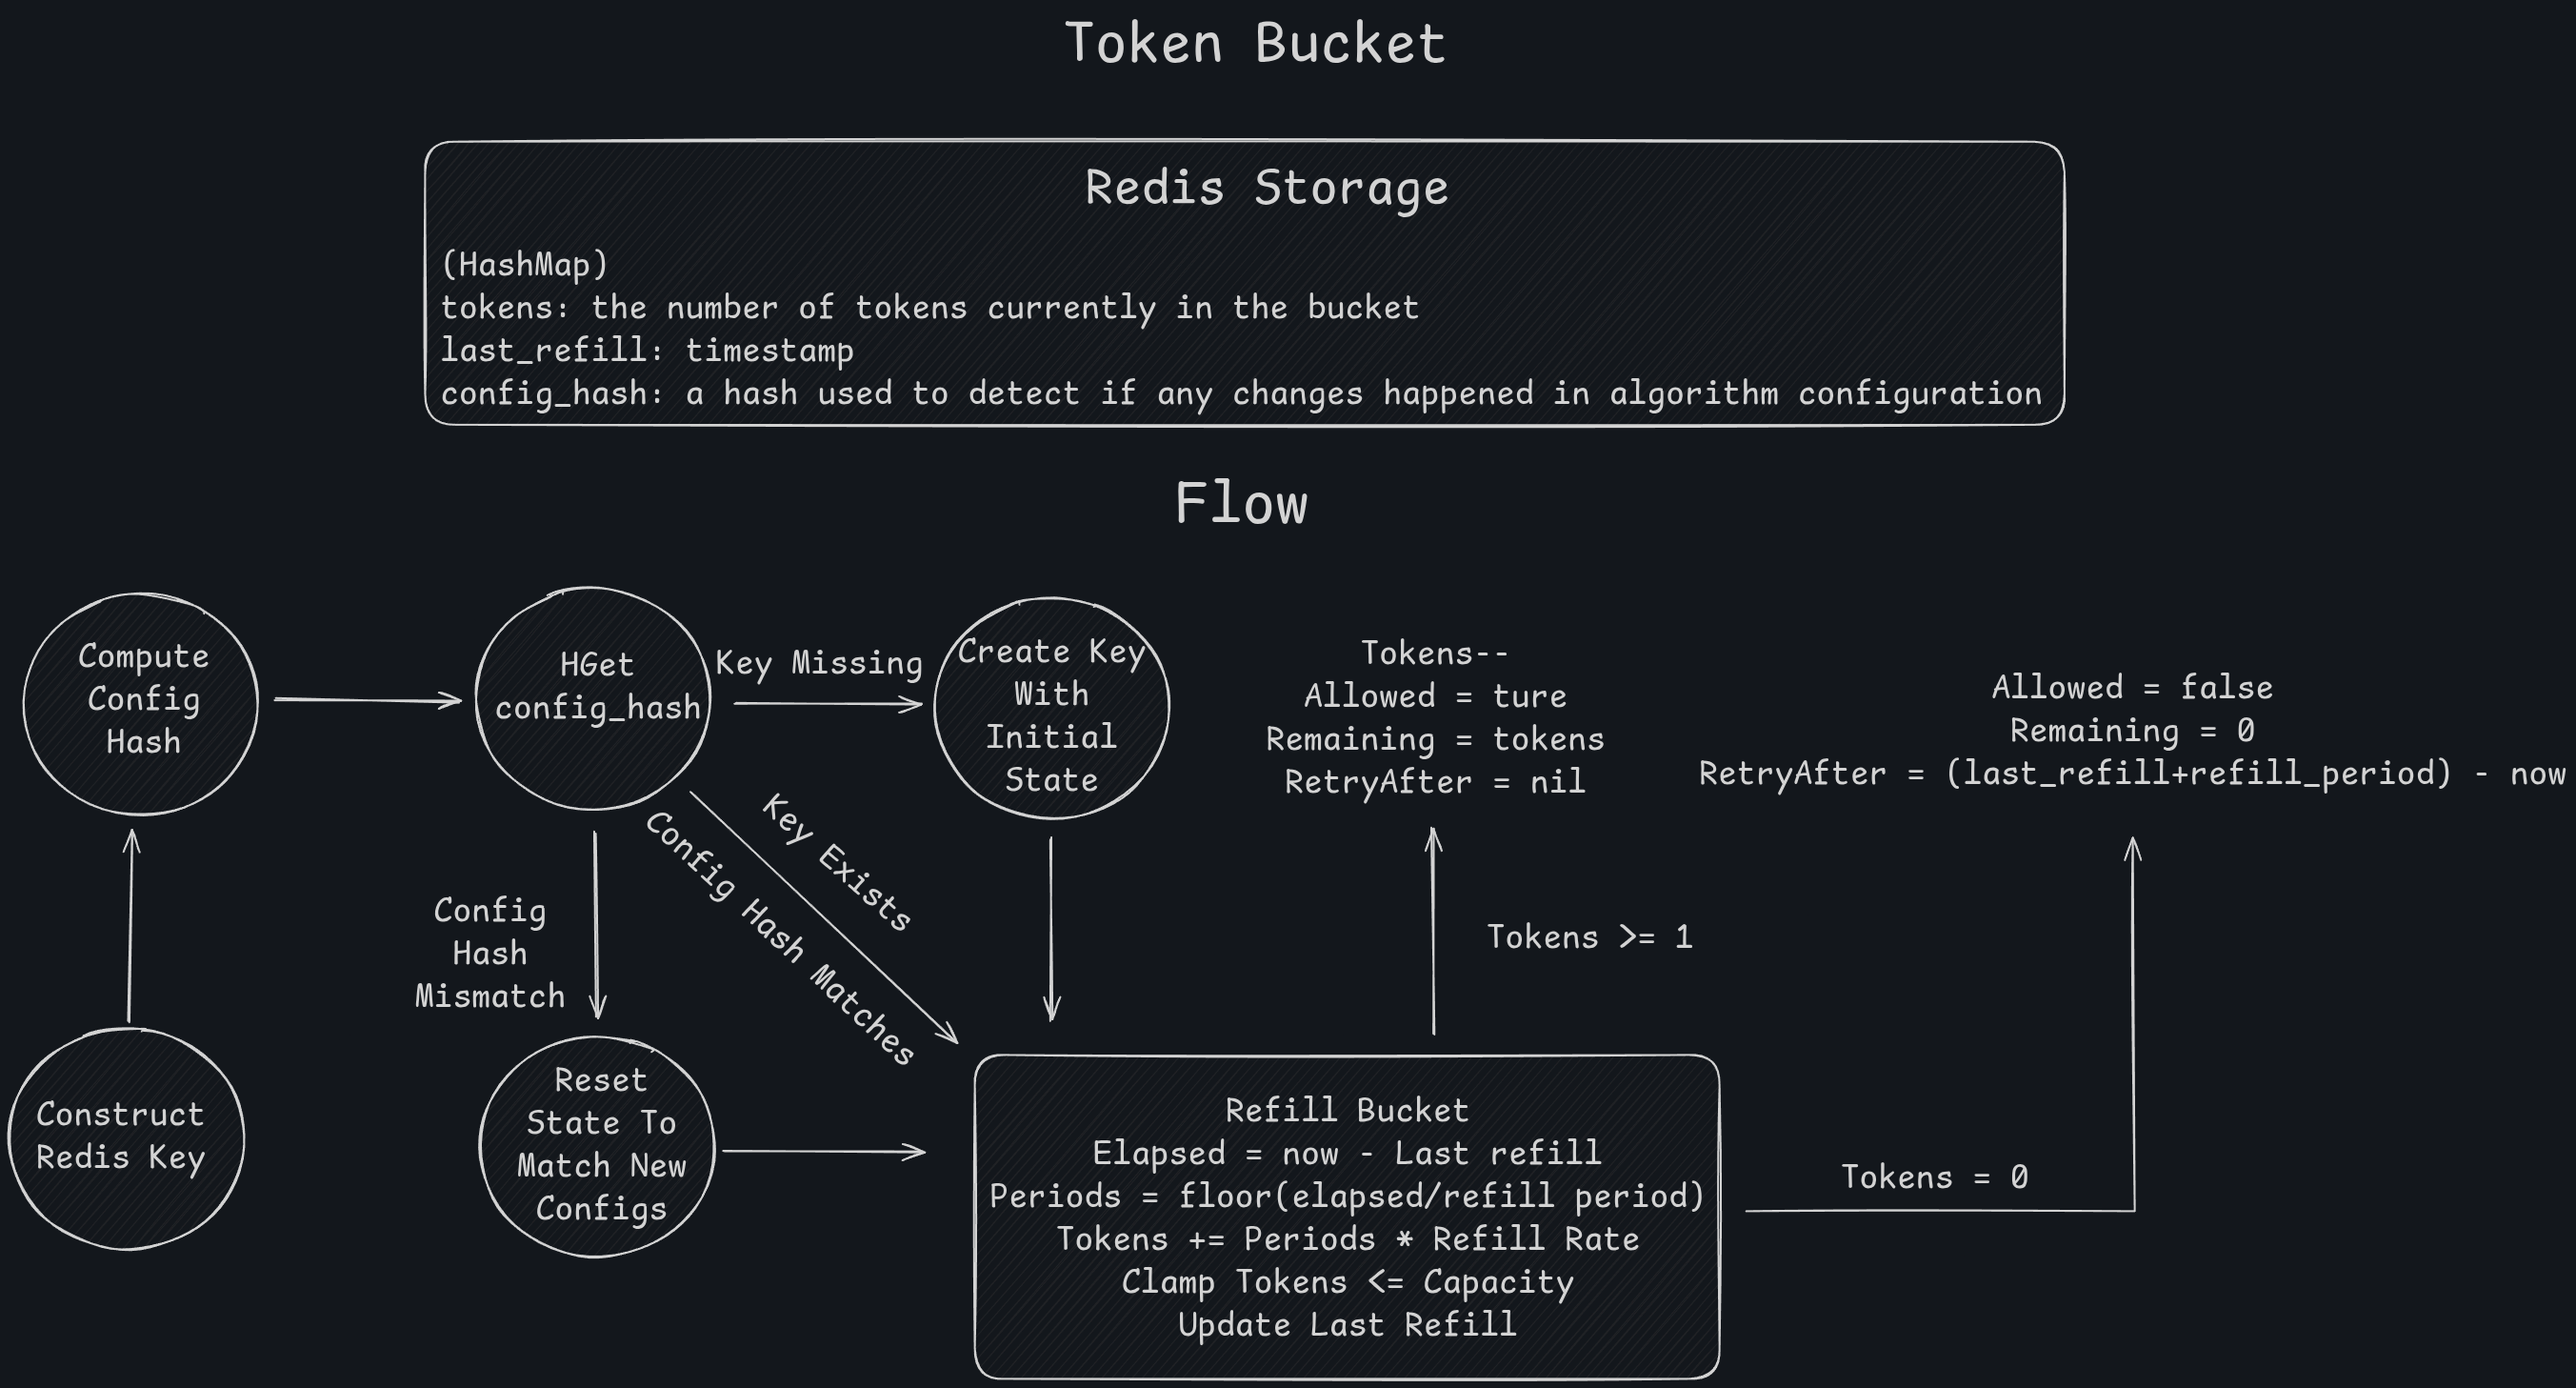 Token Bucket
Redis Storage
(HashMap)
tokens: the number of tokens currently in the bucket
last_refill: timestamp
config_hash: a hash used to detect if any changes happened in algorithm configuration
Flow
Compute
Config
Hash
HGet
config_hash
Key Missing
Create Key
With
Initial
State
Tokens--
Allowed = ture
Remaining = tokens
RetryAfter = nil
Allowed = false
Remaining = 0
RetryAfter = (last_refill+refill_period) - now
Key Exists
Config Hash Matches
Config
Hash
Mismatch
Tokens >= 1
Construct
Redis Key
Reset
State To
Match New
Configs
Refill Bucket
Elapsed = now - Last refill
Periods = floor(elapsed/refill period)
Tokens += Periods * Refill Rate
Clamp Tokens <= Capacity
Update Last Refill
Tokens = 0